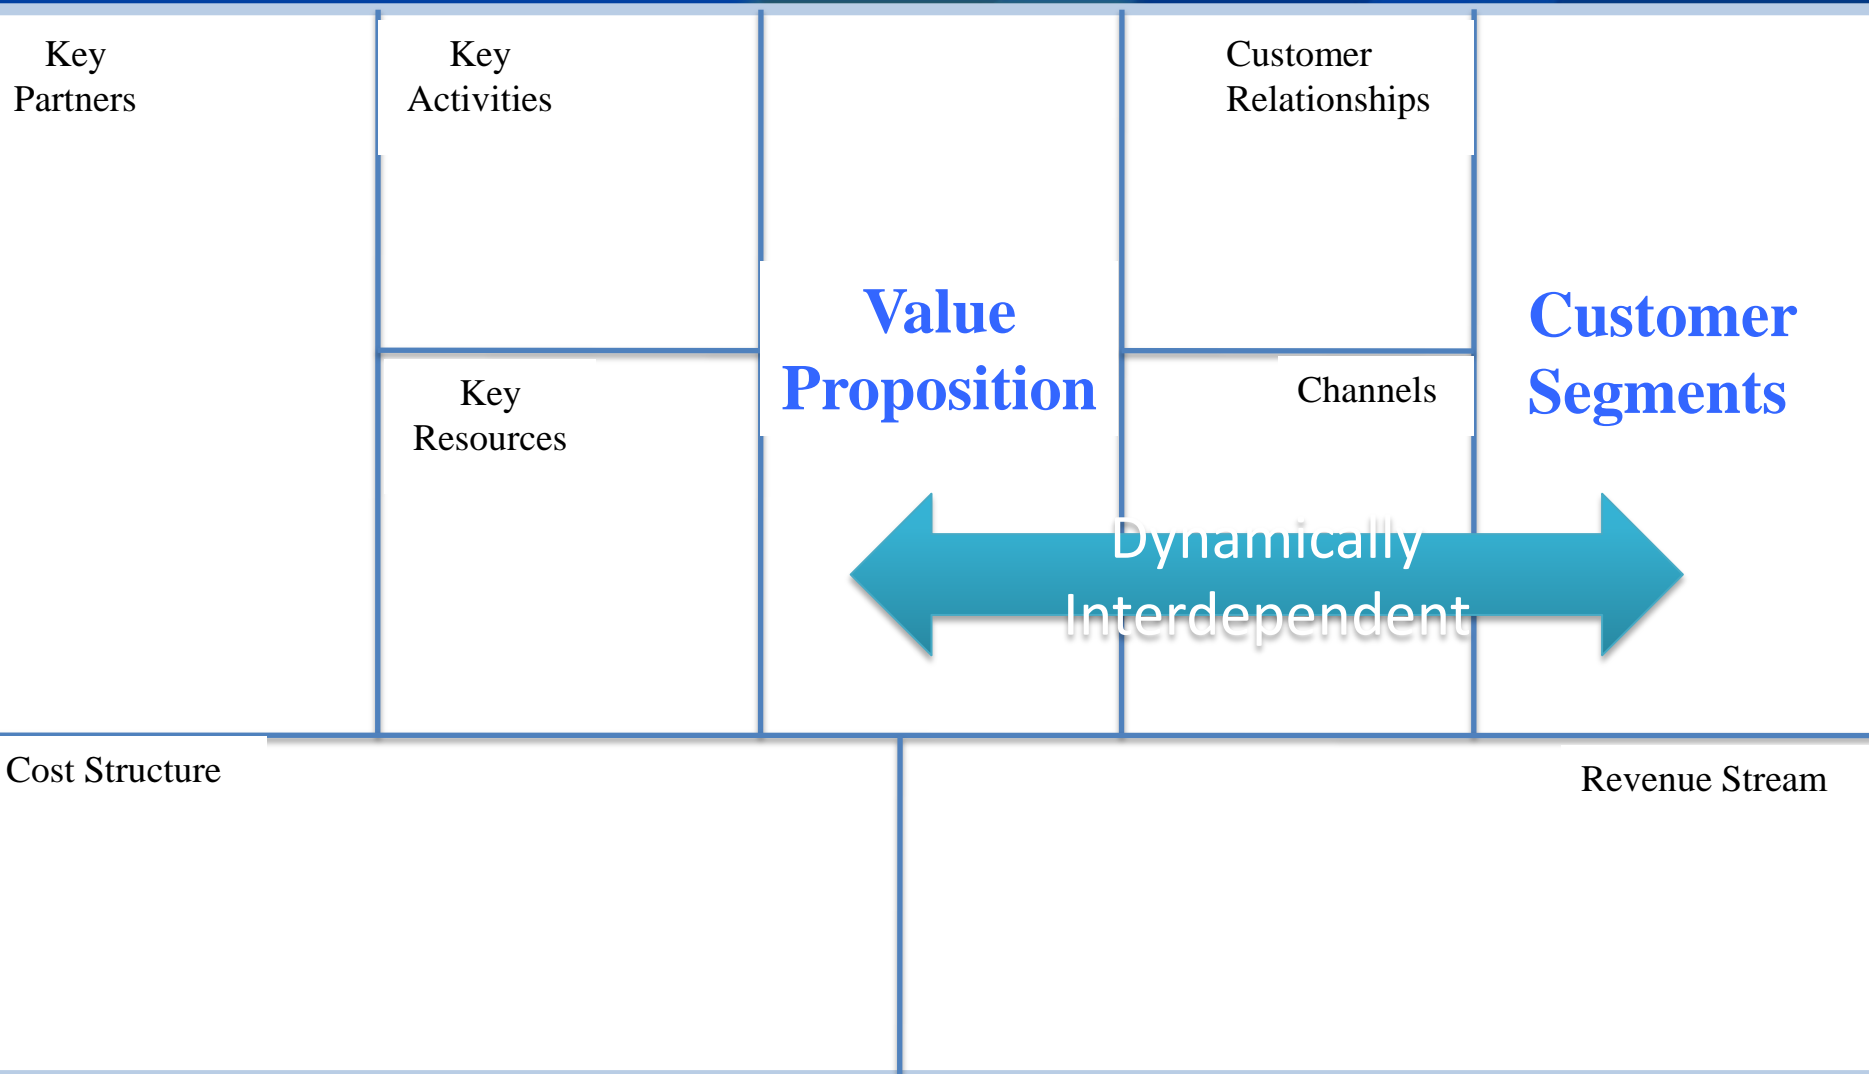 Key
Partners
Key
Activities
Key
Resources
Value
Proposition
Customer
Relationships
Channels
Customer
Segments
Dynamically
Interdependent
Cost Structure
Revenue Stream